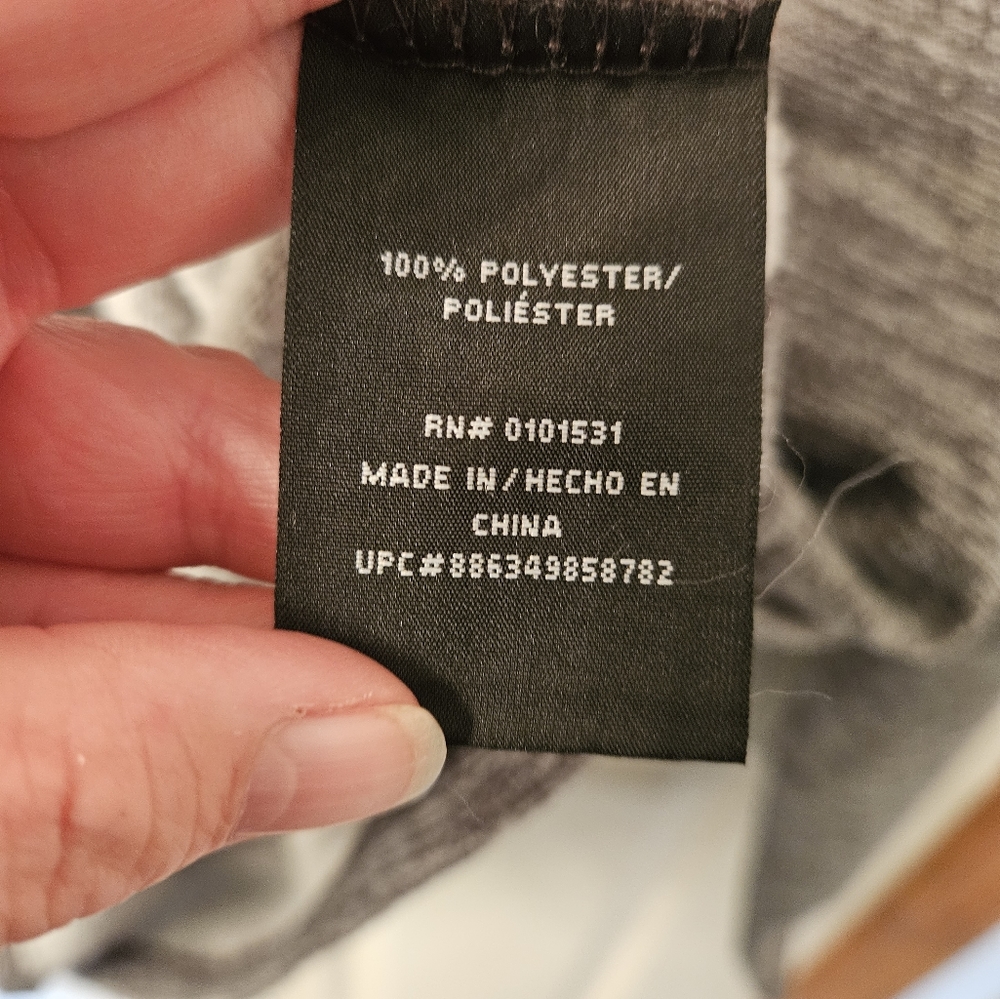 100% POLYESTER/
POLIÉSTER
RN# 0101531
MADE IN/HECHO EN
CHINA
UPC#886349858782